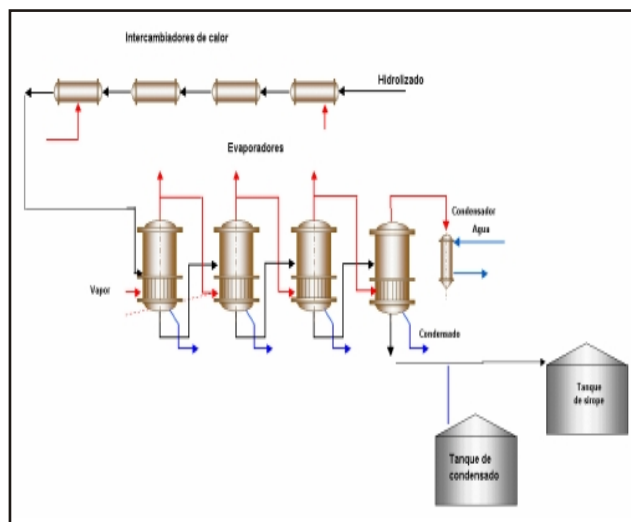 Intercambiadores de calor
Hidrolizado
Evaporadores
Condensador
Agua
Vapor
Condensado
Tanque
de sirope
Tanque de
condensado